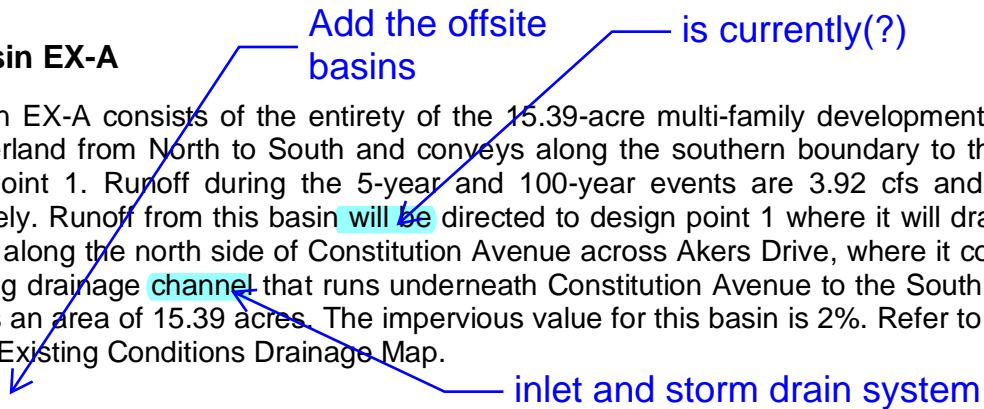 Add the offsite
basins
is currently(?)
sin EX-A
n EX-A consists of the entirety of the 15.39-acre multi-family development
erland from North to South and conveys along the southern boundary to th
oint 1. Runoff during the 5-year and 100-year events are 3.92 cfs and
ely. Runoff from this basin will be directed to design point 1 where it will dra
along the north side of Constitution Avenue across Akers Drive, where it co
g drainage channel that runs underneath Constitution Avenue to the South
s an area of 15.39 acres. The impervious value for this basin is 2%. Refer to
Existing Conditions Drainage Map.
inlet and storm drain system